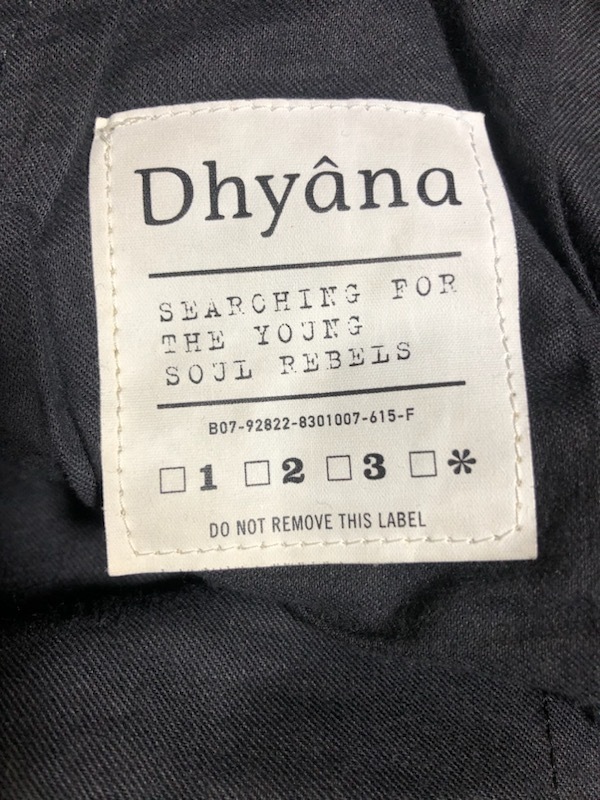 Dhyâna
SEARCHING FOR
THE YOUNG
SOUL REBELS
B07-92822-8301007-615-F
☐1 ☐2 ☐3 ☐*
DO NOT REMOVE THIS LABEL